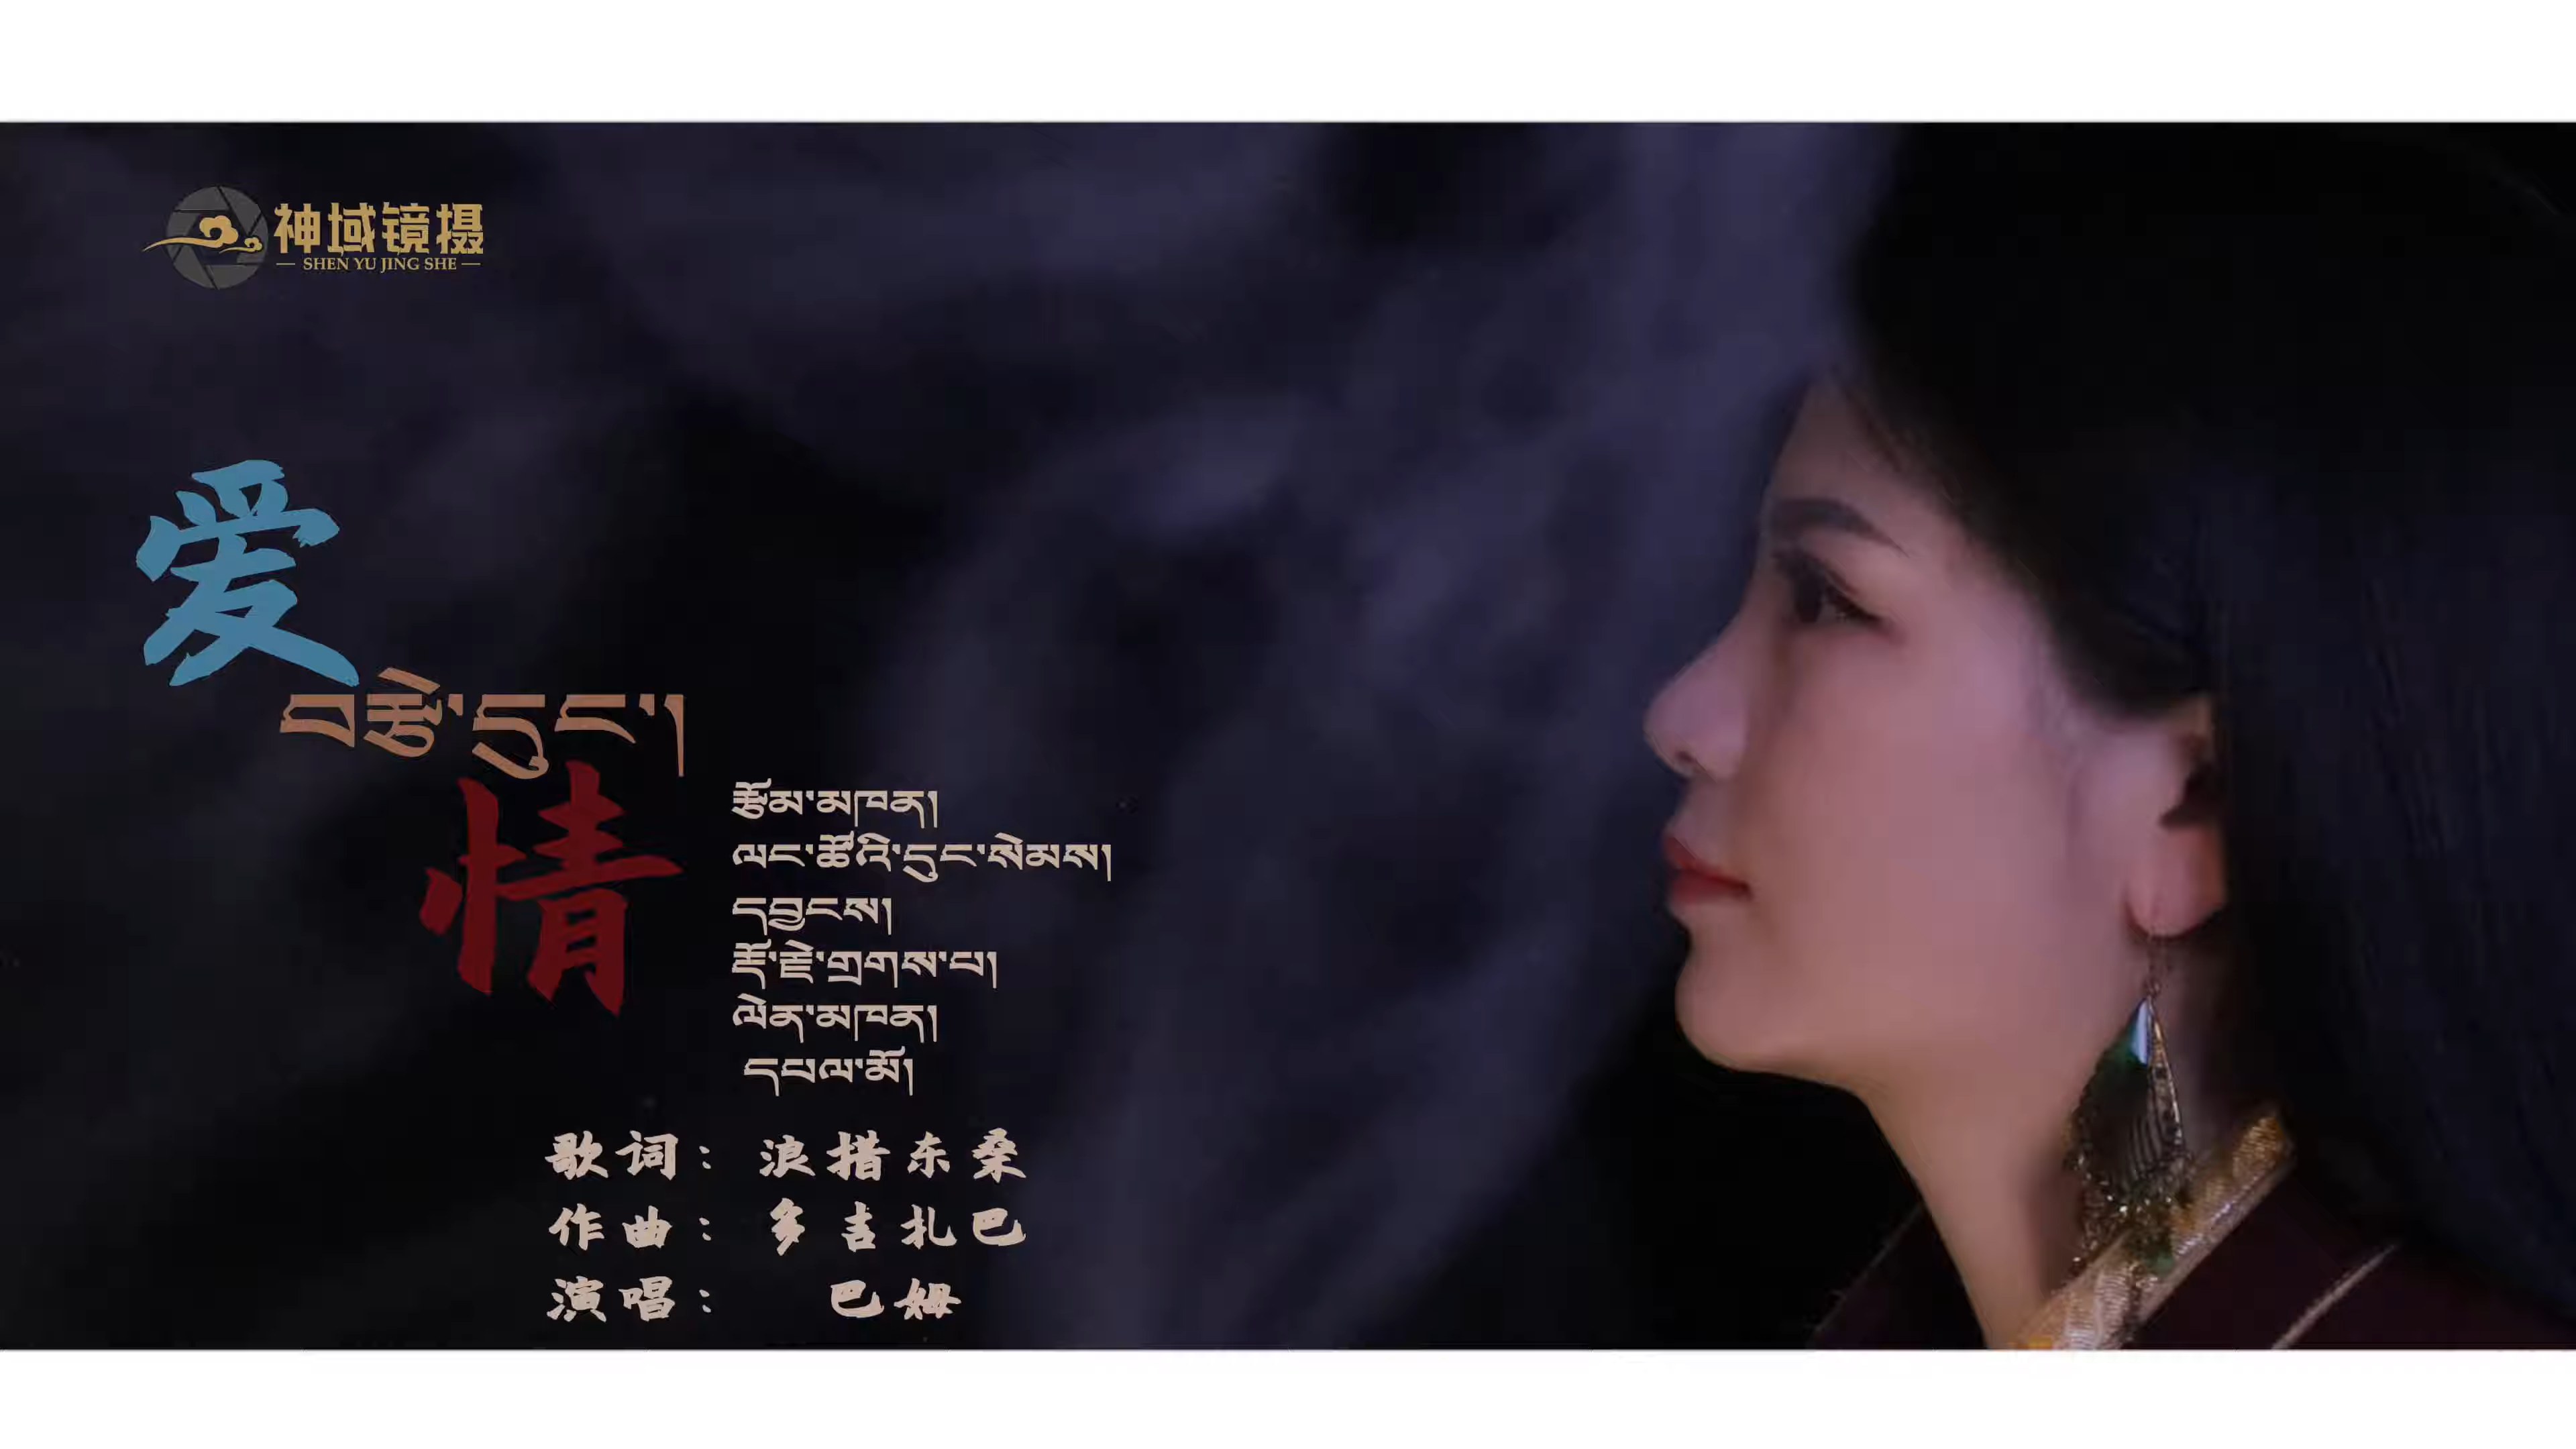 神域镜摄
SHEN YU JING SHE
爱
བརྩེ་དུང་།
情
རྩོམ་མཁན།
ལང་ཚོའི་དུང་སེམས།
དབྱངས།
རྡོ་རྗེ་གྲགས་པ།
ལེན་མཁན།
དཔལ་མོ།
歌词：浪措东桑
作曲：多吉扎巴
演唱：巴姆